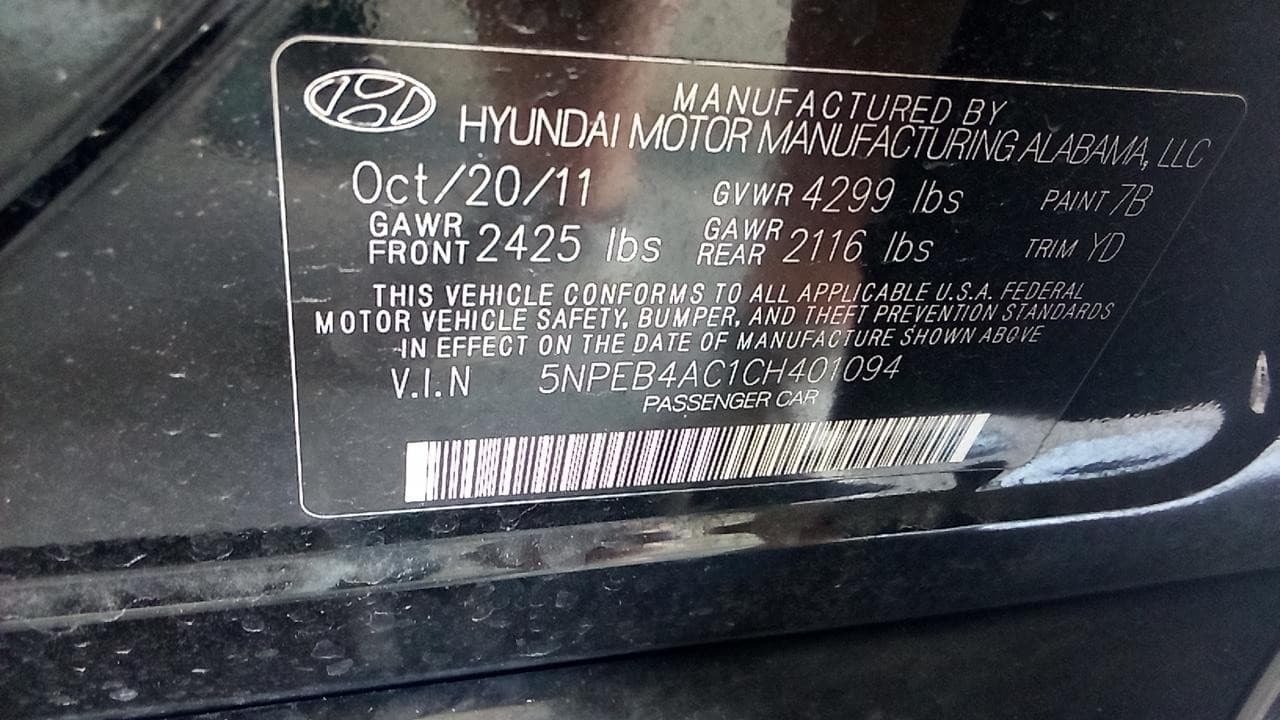 MANUFACTURED BY
HYUNDAI MOTOR MANUFACTURING ALABAMA, LLC
Oct/20/11 GVWR 4299 lbs PAINT 7B
GAWR FRONT 2425 lbs GAWR REAR 2116 lbs TRIM YD
THIS VEHICLE CONFORMS TO ALL APPLICABLE U.S.A. FEDERAL
MOTOR VEHICLE SAFETY, BUMPER, AND THEFT PREVENTION STANDARDS
IN EFFECT ON THE DATE OF MANUFACTURE SHOWN ABOVE
V.I.N 5NPEB4AC1CH401094
PASSENGER CAR